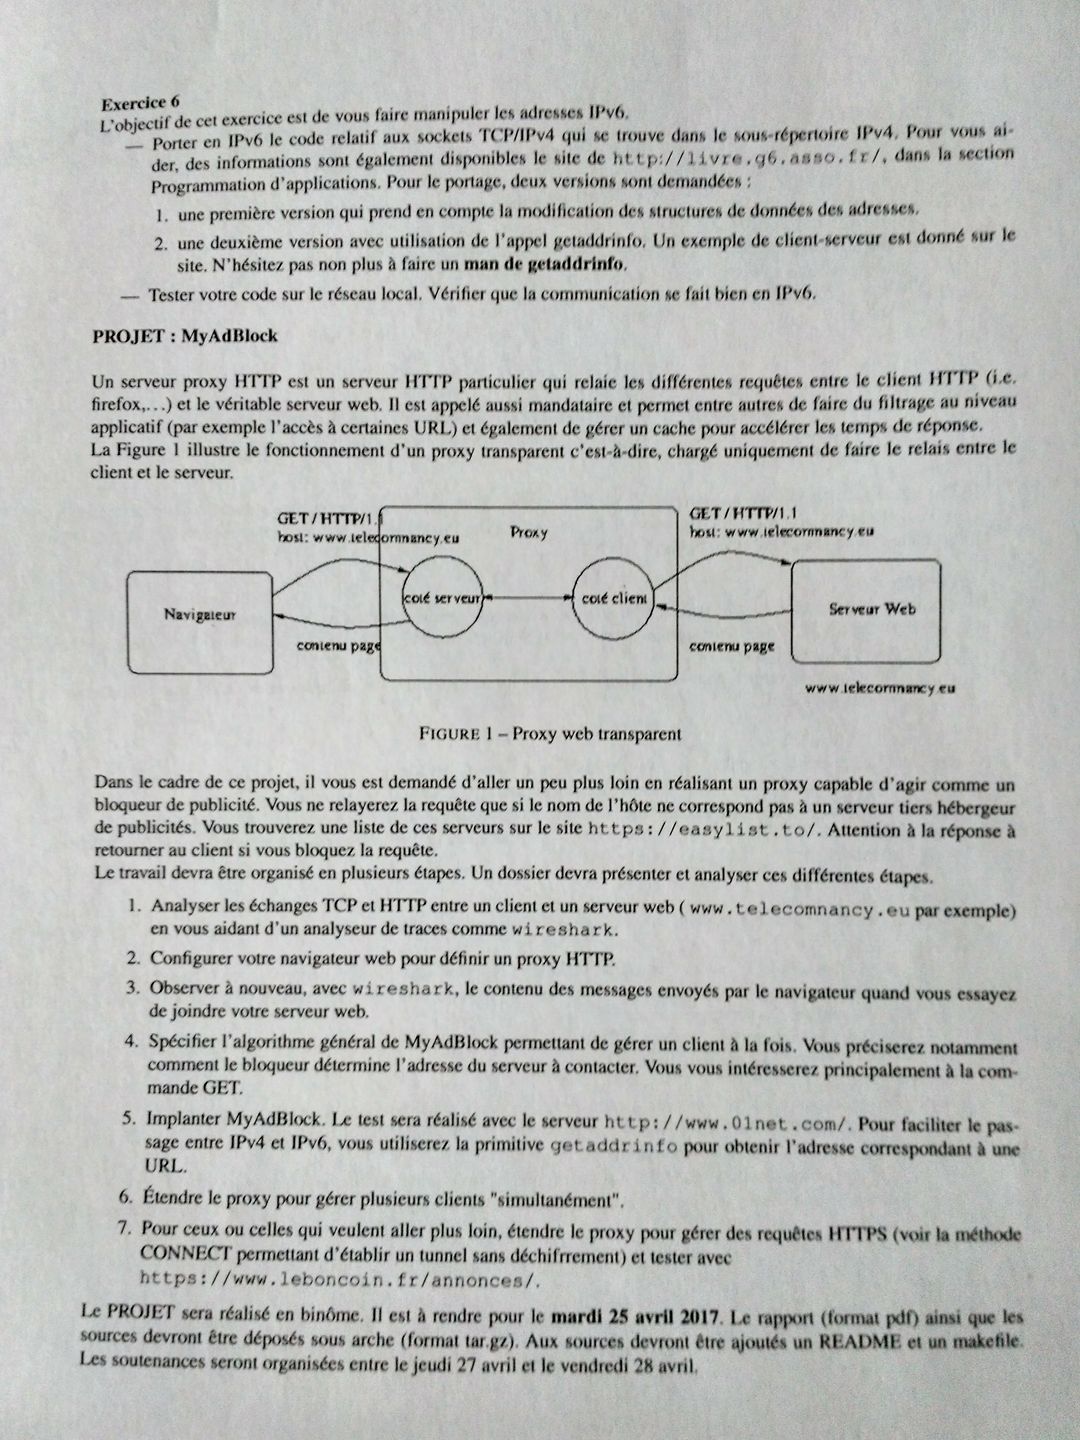 Exercice 6
L'objectif de cet exercice est de vous faire manipuler les adresses IPv6.
— Porter en IPv6 le code relatif aux sockets TCP/IPv4 qui se trouve dans le sous-répertoire IPv4. Pour vous ai-
der, des informations sont également disponibles le site de http://livre.g6.asso.fr/, dans la section
Programmation d'applications. Pour le portage, deux versions sont demandées :
1. une première version qui prend en compte la modification des structures de données des adresses.
2. une deuxième version avec utilisation de l'appel getaddrinfo. Un exemple de client-serveur est donné sur le
site. N'hésitez pas non plus à faire un man de getaddrinfo.
— Tester votre code sur le réseau local. Vérifier que la communication se fait bien en IPv6.
PROJET : MyAdBlock
Un serveur proxy HTTP est un serveur HTTP particulier qui relaie les différentes requêtes entre le client HTTP (i.e.
firefox,...) et le véritable serveur web. Il est appelé aussi mandataire et permet entre autres de faire du filtrage au niveau
applicatif (par exemple l'accès à certaines URL) et également de gérer un cache pour accélérer les temps de réponse.
La Figure 1 illustre le fonctionnement d'un proxy transparent c'est-à-dire, chargé uniquement de faire le relais entre le
client et le serveur.
GET / HTTP/1.1
host: www.telecomnancy.eu
Proxy
GET / HTTP/1.1
host: www.telecomnancy.eu
Navigateur
coté serveur
coté client
Serveur Web
contenu page
contenu page
www.telecomnancy.eu
FIGURE 1 – Proxy web transparent
Dans le cadre de ce projet, il vous est demandé d'aller un peu plus loin en réalisant un proxy capable d'agir comme un
bloqueur de publicité. Vous ne relayerez la requête que si le nom de l'hôte ne correspond pas à un serveur tiers hébergeur
de publicités. Vous trouverez une liste de ces serveurs sur le site https://easylist.to/. Attention à la réponse à
retourner au client si vous bloquez la requête.
Le travail devra être organisé en plusieurs étapes. Un dossier devra présenter et analyser ces différentes étapes.
1. Analyser les échanges TCP et HTTP entre un client et un serveur web ( www.telecomnancy.eu par exemple)
en vous aidant d'un analyseur de traces comme wireshark.
2. Configurer votre navigateur web pour définir un proxy HTTP.
3. Observer à nouveau, avec wireshark, le contenu des messages envoyés par le navigateur quand vous essayez
de joindre votre serveur web.
4. Spécifier l'algorithme général de MyAdBlock permettant de gérer un client à la fois. Vous préciserez notamment
comment le bloqueur détermine l'adresse du serveur à contacter. Vous vous intéresserez principalement à la com-
mande GET.
5. Implanter MyAdBlock. Le test sera réalisé avec le serveur http://www.01net.com/. Pour faciliter le pas-
sage entre IPv4 et IPv6, vous utiliserez la primitive getaddrinfo pour obtenir l'adresse correspondant à une
URL.
6. Étendre le proxy pour gérer plusieurs clients "simultanément".
7. Pour ceux ou celles qui veulent aller plus loin, étendre le proxy pour gérer des requêtes HTTPS (voir la méthode
CONNECT permettant d'établir un tunnel sans déchifrrement) et tester avec
https://www.leboncoin.fr/annonces/.
Le PROJET sera réalisé en binôme. Il est à rendre pour le mardi 25 avril 2017. Le rapport (format pdf) ainsi que les
sources devront être déposés sous arche (format tar.gz). Aux sources devront être ajoutés un README et un makefile.
Les soutenances seront organisées entre le jeudi 27 avril et le vendredi 28 avril.